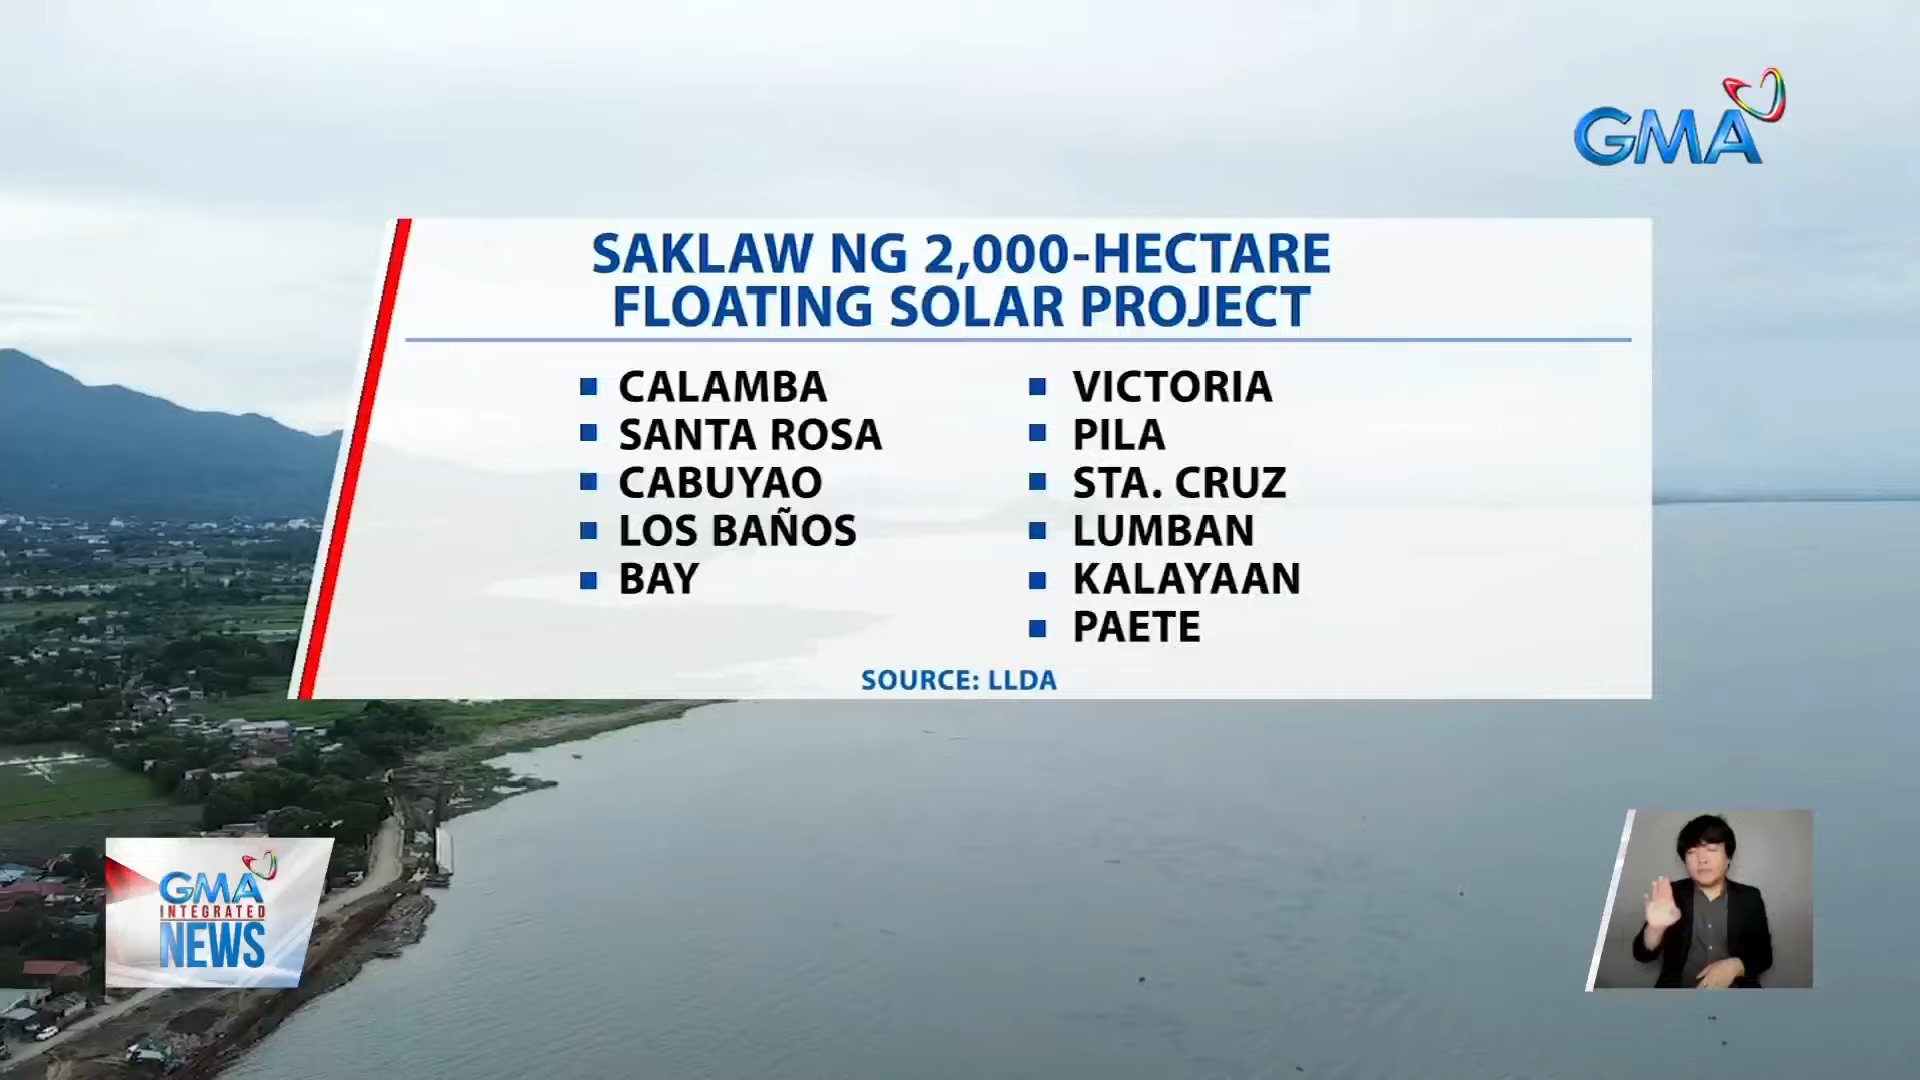 GMA
SAKLAW NG 2,000-HECTARE
FLOATING SOLAR PROJECT
CALAMBA
SANTA ROSA
CABUYAO
LOS BAÑOS
BAY
VICTORIA
PILA
STA. CRUZ
LUMBAN
KALAYAAN
PAETE
SOURCE: LLDA
GMA
INTEGRATED
NEWS